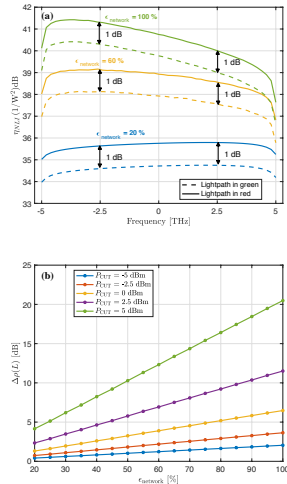 (a)
42
41
40
39
38
37
36
35
34
33
η_NLI (1/W²)dB
ϵ_network = 100 %
1 dB
1 dB
ϵ_network = 60 %
1 dB
1 dB
ϵ_network = 20 %
1 dB
1 dB
Lightpath in green
Lightpath in red
-5 -2.5 0 2.5 5
Frequency [THz]
(b)
25
20
15
10
5
0
Δρ(L) [dB]
P_CUT = -5 dBm
P_CUT = -2.5 dBm
P_CUT = 0 dBm
P_CUT = 2.5 dBm
P_CUT = 5 dBm
20 30 40 50 60 70 80 90 100
ϵ_network [%]